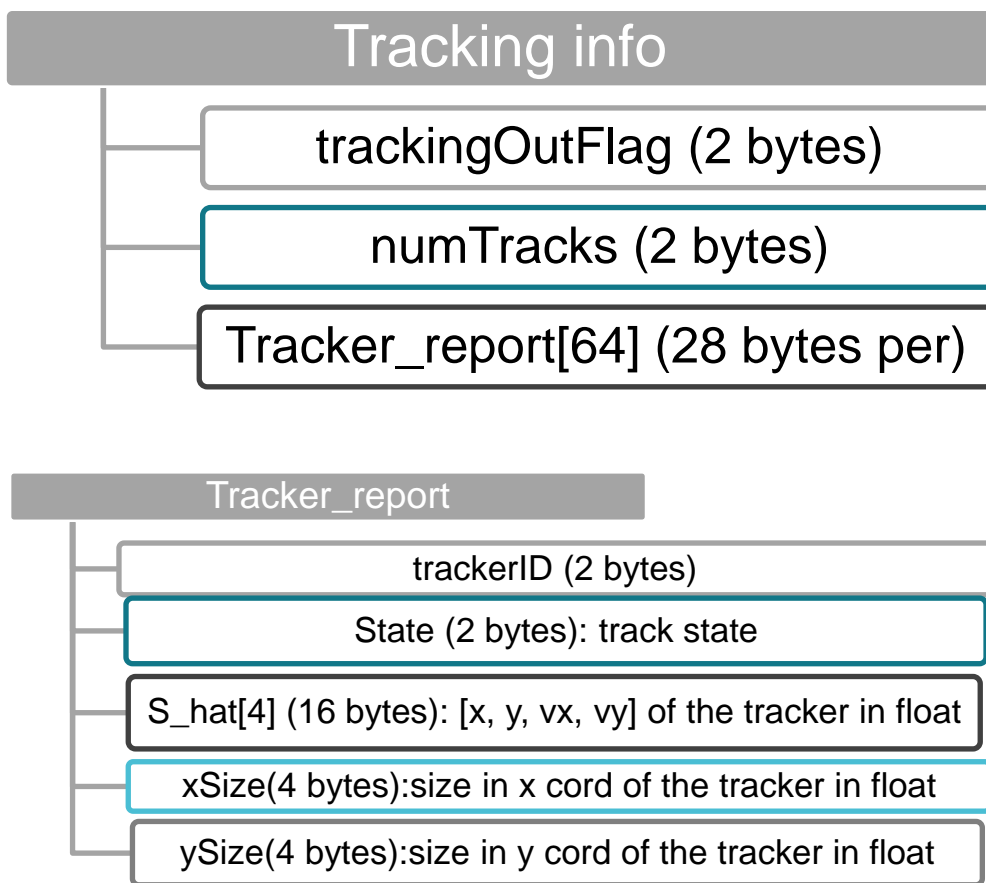 Tracking info
trackingOutFlag (2 bytes)
numTracks (2 bytes)
Tracker_report[64] (28 bytes per)
Tracker_report
trackerID (2 bytes)
State (2 bytes): track state
S_hat[4] (16 bytes): [x, y, vx, vy] of the tracker in float
xSize(4 bytes):size in x cord of the tracker in float
ySize(4 bytes):size in y cord of the tracker in float